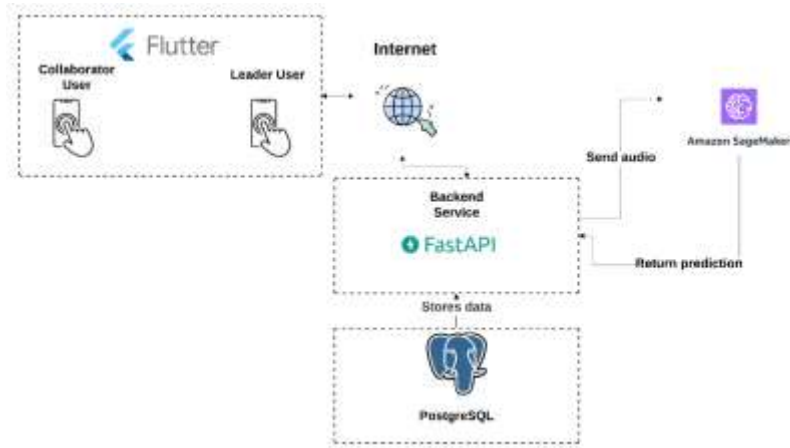 Flutter
Collaborator
User
Leader User
Internet
Amazon SageMaker
Send audio
Backend
Service
FastAPI
Return prediction
Stores data
PostgreSQL